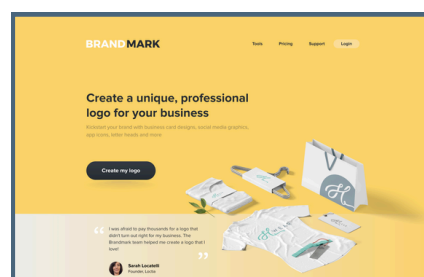 BRANDMARK
Tools Pricing Support Login
Create a unique, professional
logo for your business
Kickstart your brand with business card designs, social media graphics,
app icons, letter heads and more
Create my logo
“ I was afraid to pay thousands for a logo that
didn't turn out right for my business. The
Brandmark team helped me create a logo that I
love! ”
Sarah Locatelli
Founder,